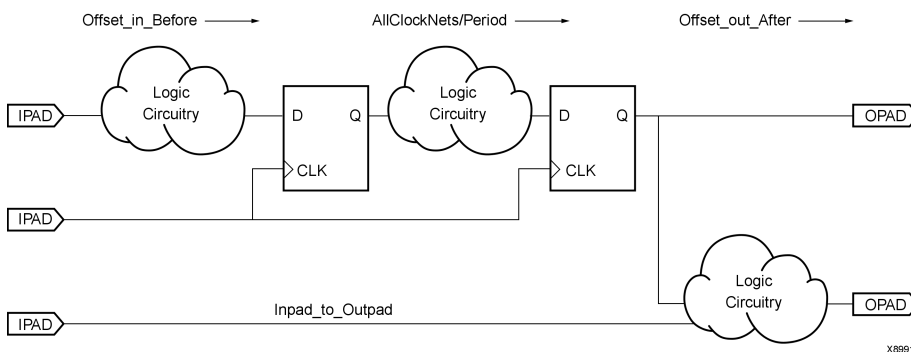 Offset_in_Before
AllClockNets/Period
Offset_out_After
Logic
Circuitry
Logic
Circuitry
IPAD
D
Q
D
Q
OPAD
CLK
CLK
IPAD
Logic
Circuitry
Inpad_to_Outpad
OPAD
IPAD